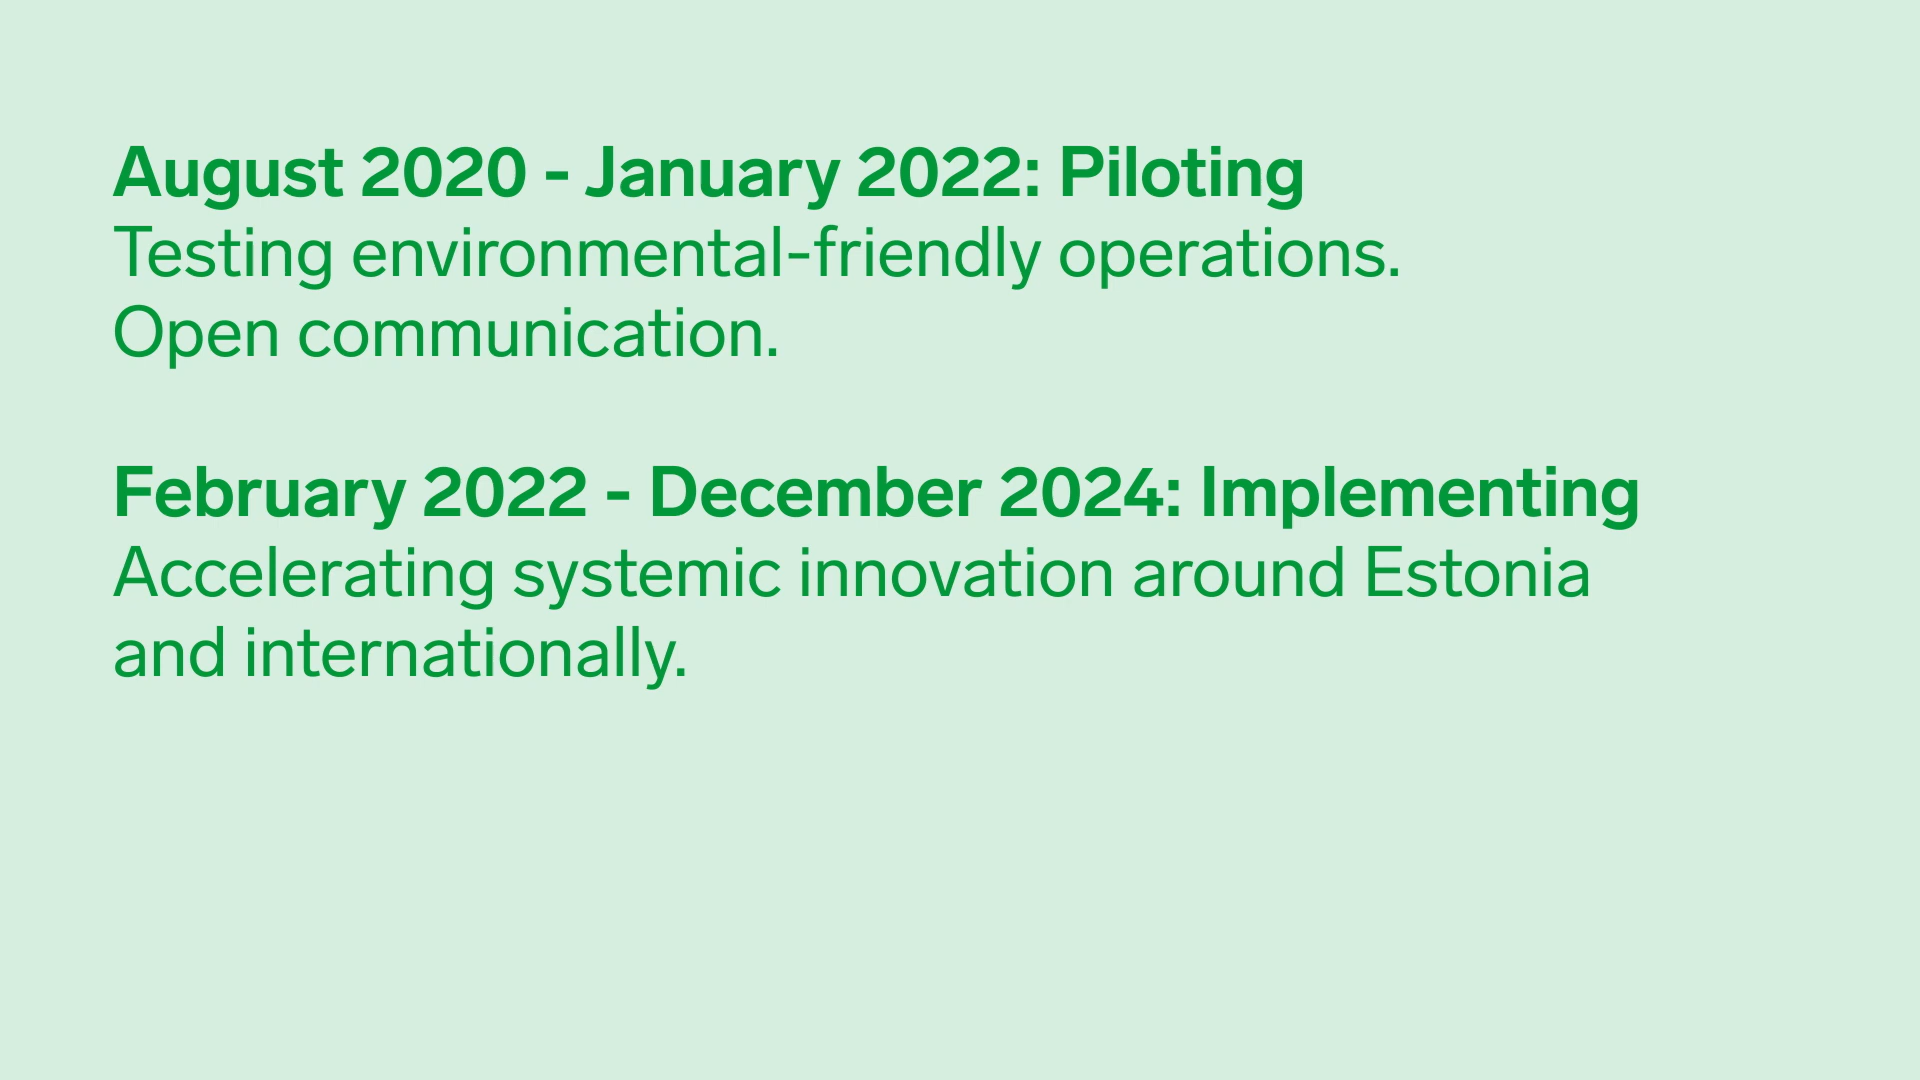 August 2020 - January 2022: Piloting
Testing environmental-friendly operations.
Open communication.
February 2022 - December 2024: Implementing
Accelerating systemic innovation around Estonia
and internationally.